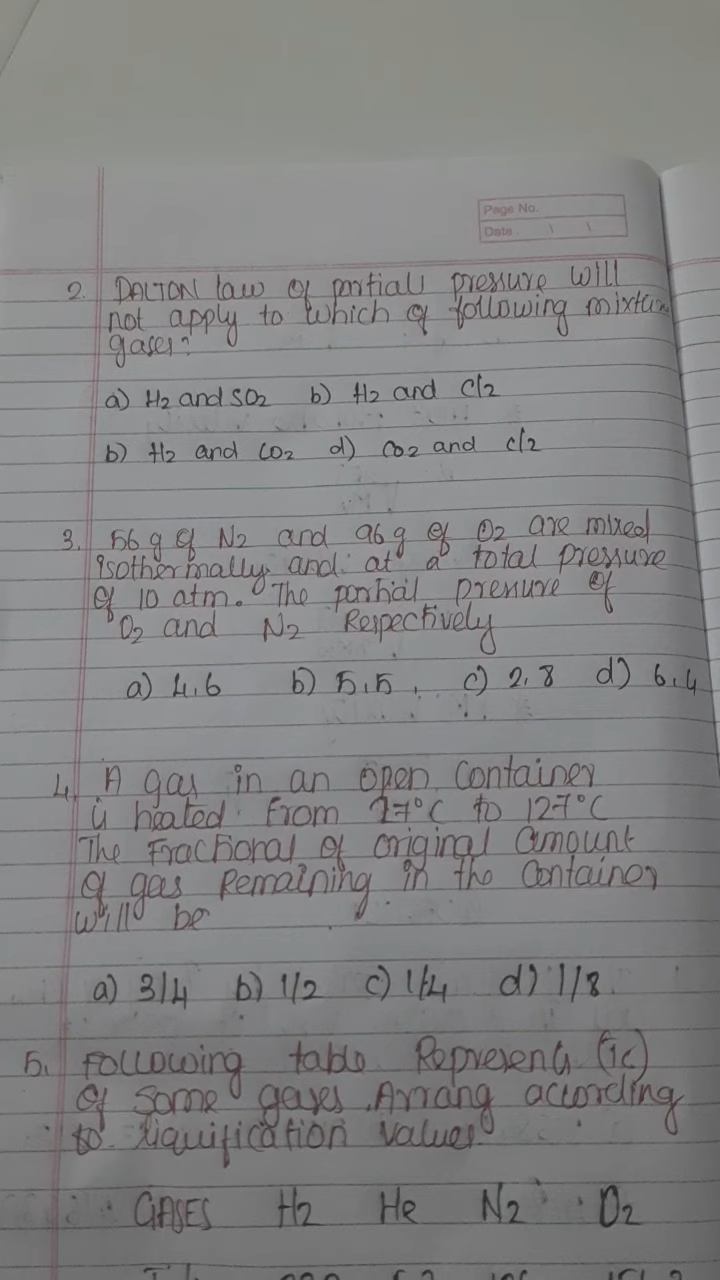 Page No.
Date
2. DALTON law of partial pressure will
not apply to which of following mixture
gases?
a) H2 and SO2 b) H2 and Cl2
b) H2 and CO2 d) CO2 and Cl2
3. 56 g of N2 and 96 g of O2 are mixed
isothermally and at a total pressure
of 10 atm. The partial pressure of
O2 and N2 Respectively
a) 4,6 b) 5,5, c) 2,8 d) 6,4
4. A gas in an open Container
is heated from 27°C to 127°C
The Fractional of original amount
of gas Remaining in the Container
will be
a) 3/4 b) 1/2 c) 1/4 d) 1/8.
5. Following table Represents (Tc)
of some gases. Arrang according
to liquification values
GASES H2 He N2 O2